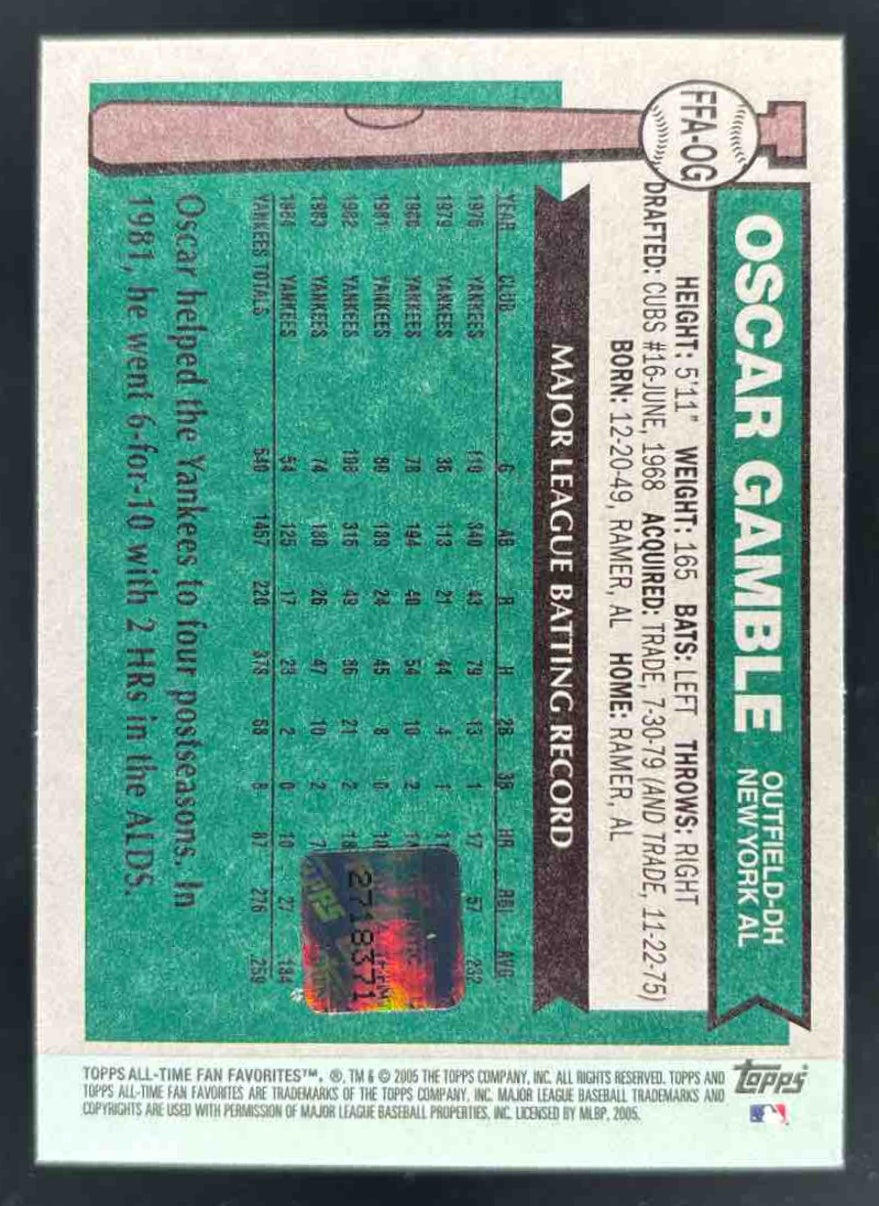 FFA-OG
OSCAR GAMBLE
OUTFIELD-DH
NEW YORK AL
HEIGHT: 5'11" WEIGHT: 165 BATS: LEFT THROWS: RIGHT
DRAFTED: CUBS #16-JUNE, 1968 ACQUIRED: TRADE, 7-30-79 (AND TRADE, 11-22-75)
BORN: 12-20-49, RAMER, AL HOME: RAMER, AL
MAJOR LEAGUE BATTING RECORD
YEAR CLUB G AB R H 2B 3B HR RBI AVG
1976 YANKEES 110 340 43 79 13 1 17 57 .232
1979 YANKEES 36 113 21 44 4 1 11
1980 YANKEES 78 194 40 54 10 2
1981 YANKEES 80 189 24 45 8 0 10
1982 YANKEES 108 316 49 86 21 2 18
1983 YANKEES 74 180 26 47 10 2 7
1984 YANKEES 54 125 17 23 2 0 10 27 .184
YANKEES TOTALS 540 1457 220 378 68 8 87 276 .259
2718371
Oscar helped the Yankees to four postseasons. In
1981, he went 6-for-10 with 2 HRs in the ALDS.
topps
TOPPS ALL-TIME FAN FAVORITES™. ®, TM & © 2005 THE TOPPS COMPANY, INC. ALL RIGHTS RESERVED. TOPPS AND
TOPPS ALL-TIME FAN FAVORITES ARE TRADEMARKS OF THE TOPPS COMPANY, INC. MAJOR LEAGUE BASEBALL TRADEMARKS AND
COPYRIGHTS ARE USED WITH PERMISSION OF MAJOR LEAGUE BASEBALL PROPERTIES, INC. LICENSED BY MLBP, 2005.